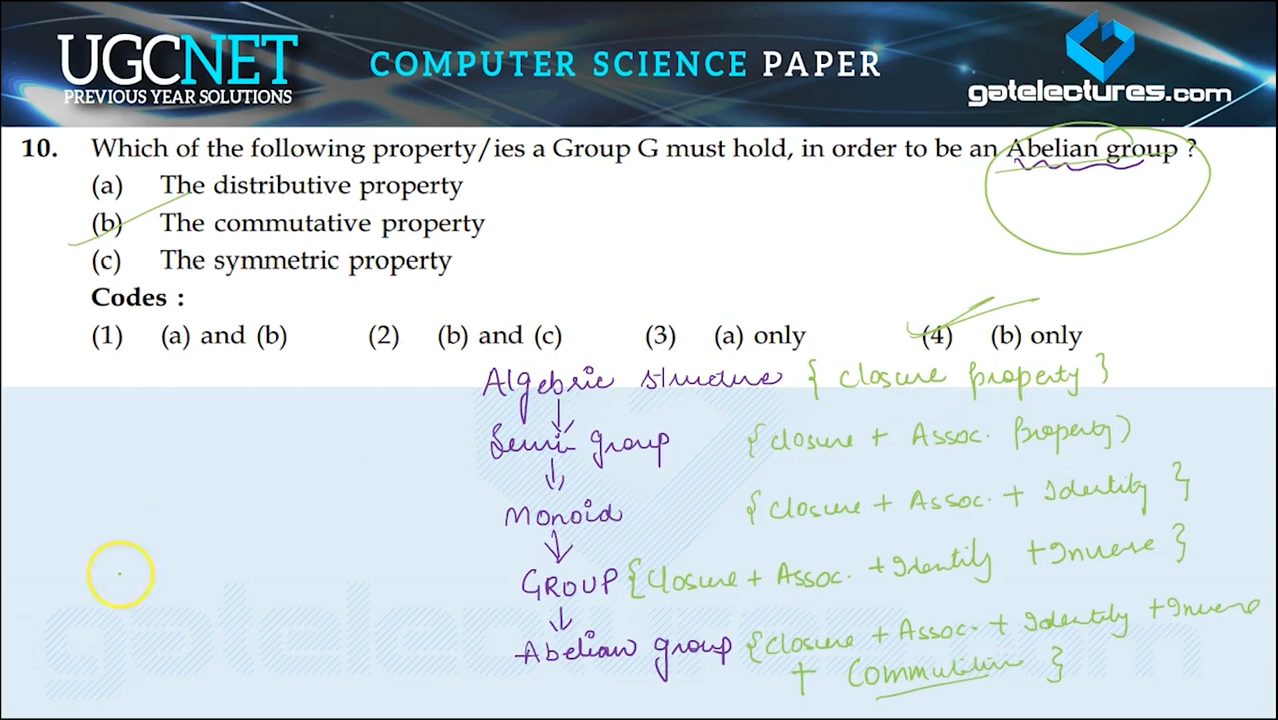 UGCNET
PREVIOUS YEAR SOLUTIONS
COMPUTER SCIENCE PAPER
gatelectures.com
10. Which of the following property/ies a Group G must hold, in order to be an Abelian group ?
(a) The distributive property
(b) The commutative property
(c) The symmetric property
Codes :
(1) (a) and (b) (2) (b) and (c) (3) (a) only (4) (b) only
Algebric structure { closure property }
Semi group {closure + Assoc. Property)
Monoid {closure + Assoc. + Identity }
GROUP {closure + Assoc. + Identity + Inverse }
Abelian group {closure + Assoc. + Identity + Inverse
+ Commutitive }
gatelectures.com